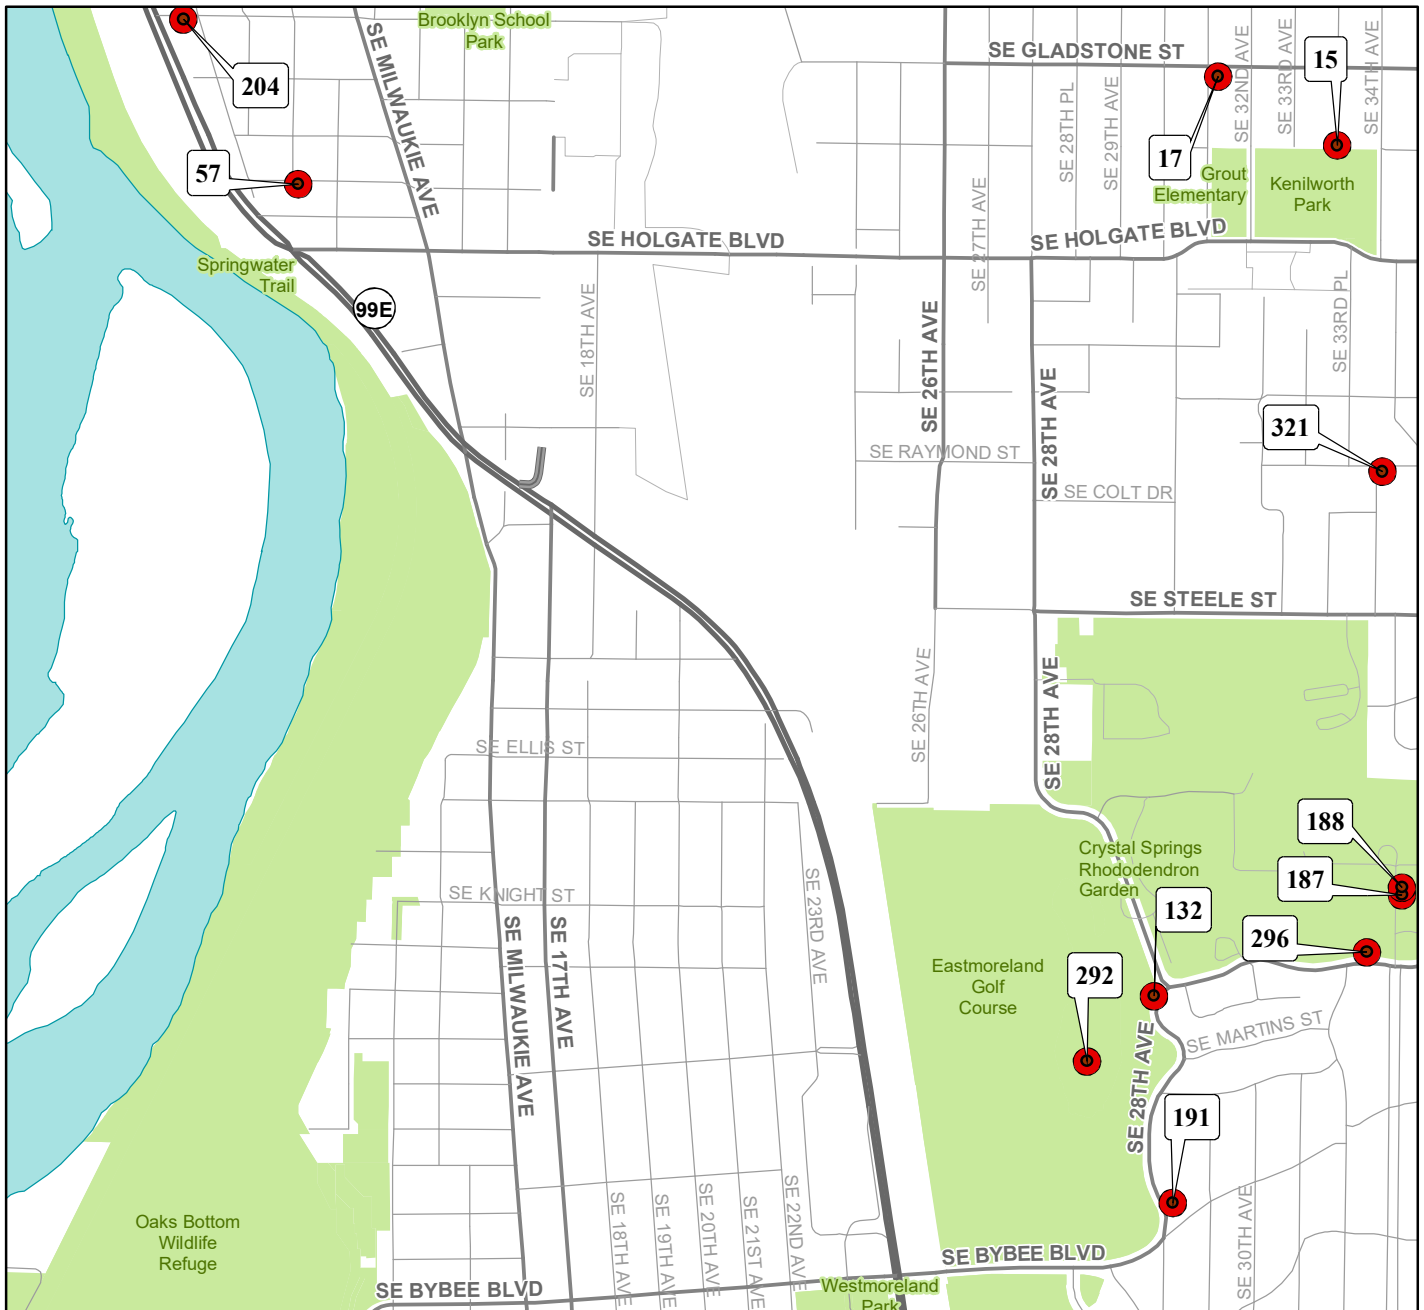 Brooklyn School
Park
SE MILWAUKIE AVE
204
57
SE GLADSTONE ST
15
SE 28TH PL
SE 29TH AVE
SE 32ND AVE
SE 33RD AVE
SE 34TH AVE
17
Grout
Elementary
Kenilworth
Park
SE HOLGATE BLVD
SE 27TH AVE
SE HOLGATE BLVD
Springwater
Trail
99E
SE 18TH AVE
SE 26TH AVE
SE 33RD PL
SE 28TH AVE
321
SE RAYMOND ST
SE COLT DR
SE STEELE ST
SE 26TH AVE
SE 28TH AVE
SE ELLIS ST
188
Crystal Springs
Rhododendron
Garden
187
SE KNIGHT ST
SE 23RD AVE
132
296
SE MILWAUKIE AVE
SE 17TH AVE
Eastmoreland
Golf
Course
292
SE MARTINS ST
SE 28TH AVE
191
Oaks Bottom
Wildlife
Refuge
SE 18TH AVE
SE 19TH AVE
SE 20TH AVE
SE 21ST AVE
SE 22ND AVE
SE 30TH AVE
SE BYBEE BLVD
SE BYBEE BLVD
Westmoreland
Park